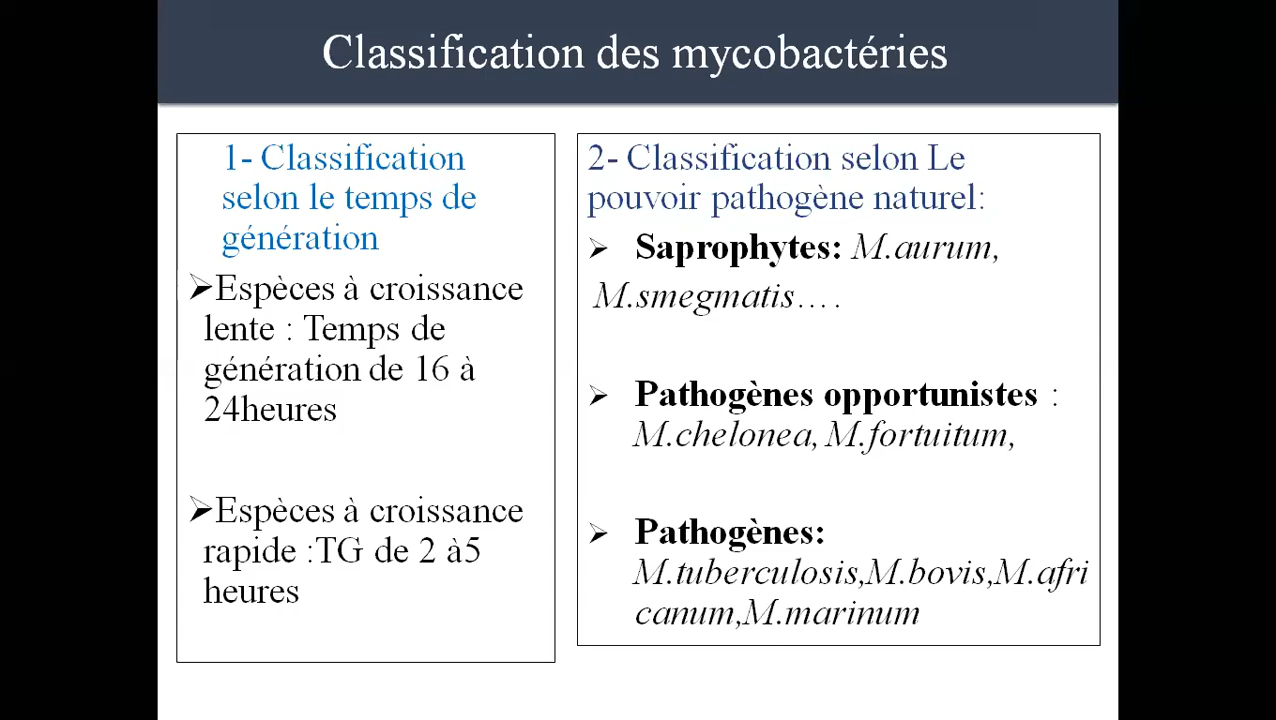 Classification des mycobactéries
1- Classification
selon le temps de
génération
➢Espèces à croissance
lente : Temps de
génération de 16 à
24heures
➢Espèces à croissance
rapide :TG de 2 à5
heures
2- Classification selon Le
pouvoir pathogène naturel:
➢ Saprophytes: M.aurum,
M.smegmatis….
➢ Pathogènes opportunistes :
M.chelonea, M.fortuitum,
➢ Pathogènes:
M.tuberculosis,M.bovis,M.afri
canum,M.marinum